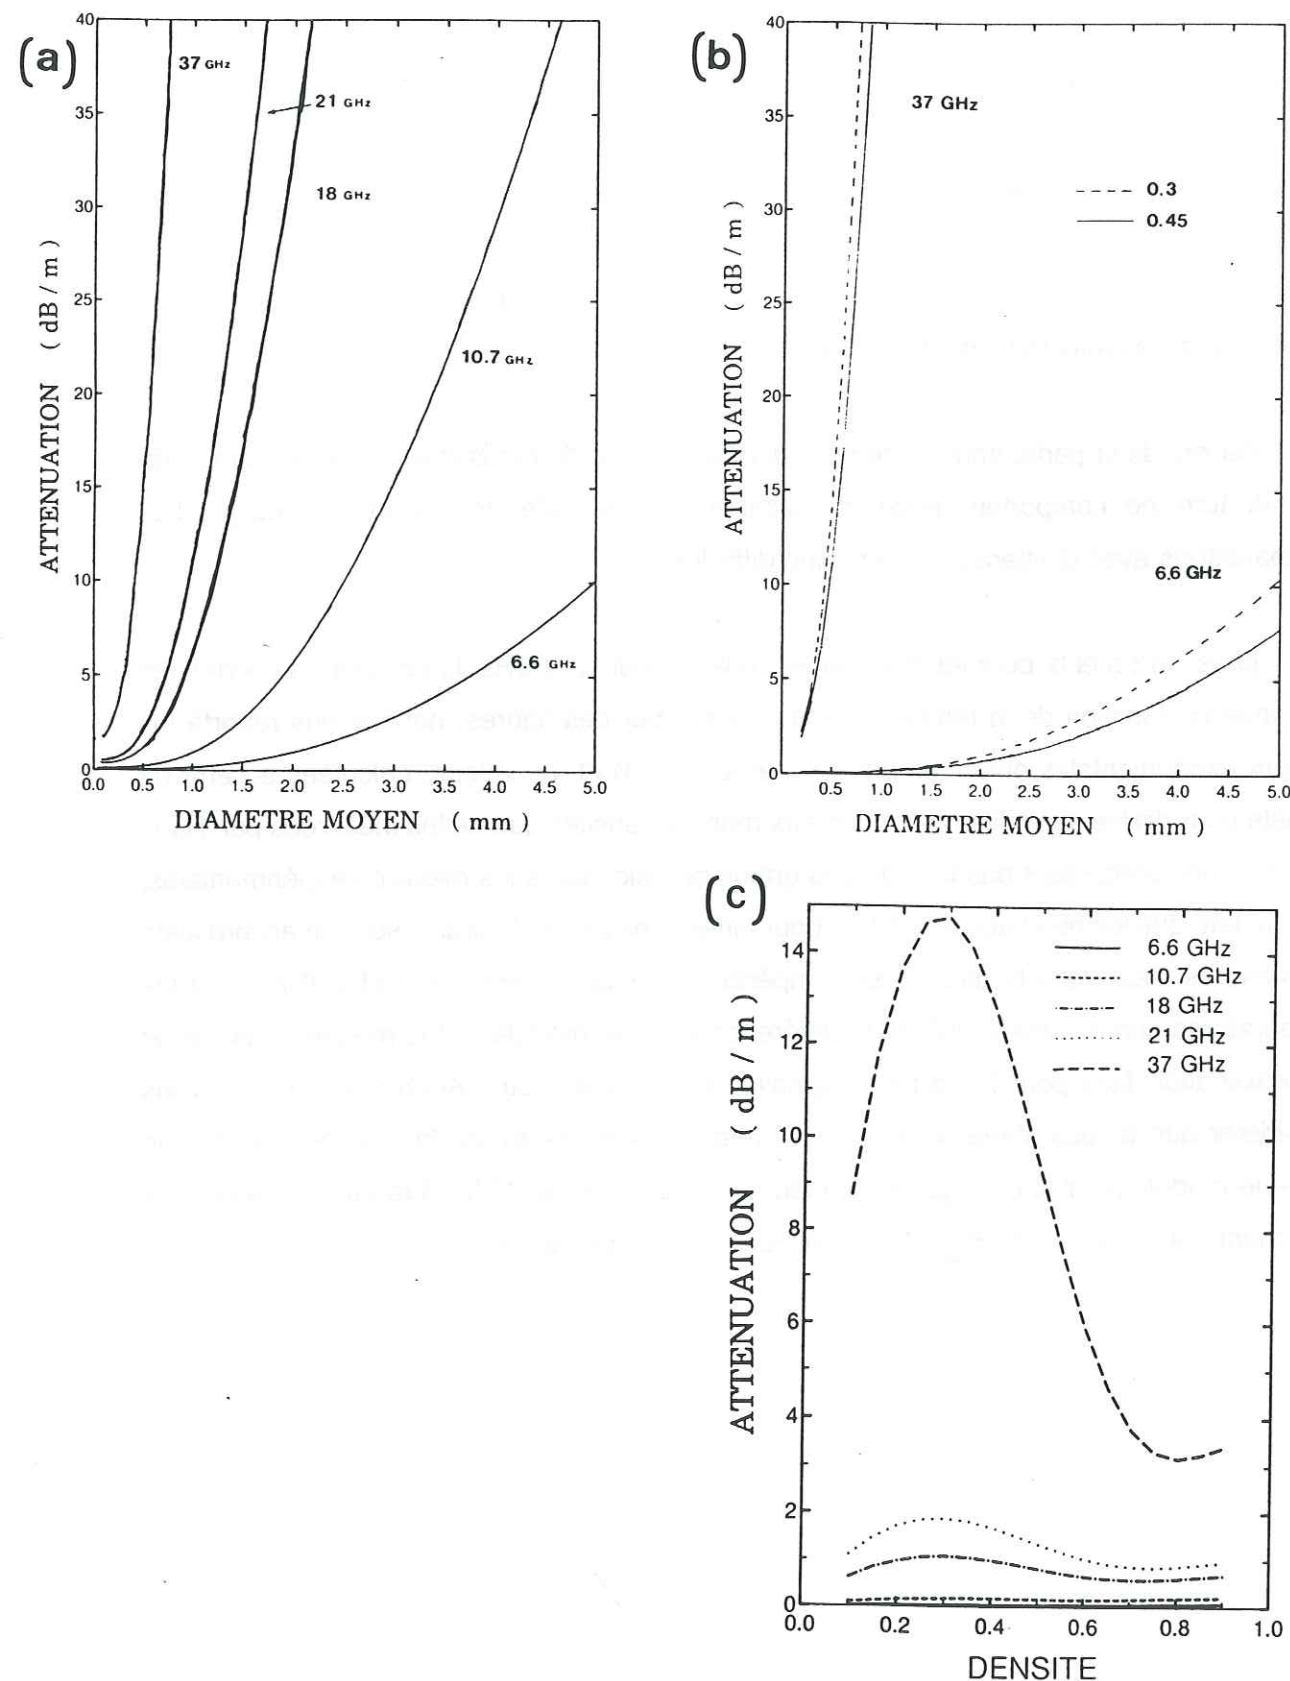 (a)
40
35
30
25
20
15
10
5
0
ATTENUATION ( dB / m )
37 GHz
21 GHz
18 GHz
10.7 GHz
6.6 GHz
0.0 0.5 1.0 1.5 2.0 2.5 3.0 3.5 4.0 4.5 5.0
DIAMETRE MOYEN ( mm )
(b)
40
35
30
25
20
15
10
5
0
ATTENUATION ( dB / m )
37 GHz
0.3
0.45
6.6 GHz
0.5 1.0 1.5 2.0 2.5 3.0 3.5 4.0 4.5 5.0
DIAMETRE MOYEN ( mm )
(c)
14
12
10
8
6
4
2
0
ATTENUATION ( dB / m )
6.6 GHz
10.7 GHz
18 GHz
21 GHz
37 GHz
0.0 0.2 0.4 0.6 0.8 1.0
DENSITE